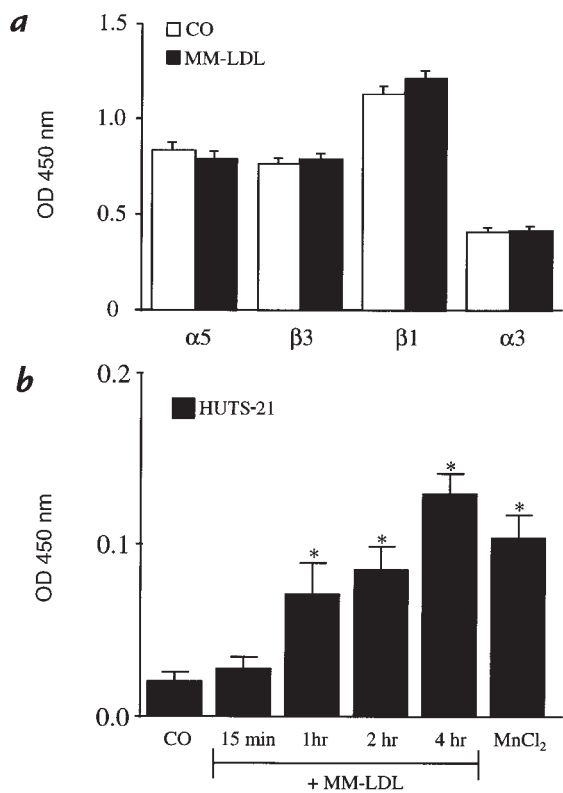 a
1.5
CO
MM-LDL
1.0
OD 450 nm
0.5
0
α5 β3 β1 α3
b
0.2
HUTS-21
* * * *
OD 450 nm
0.1
0.0
CO 15 min 1hr 2 hr 4 hr MnCl₂
+ MM-LDL